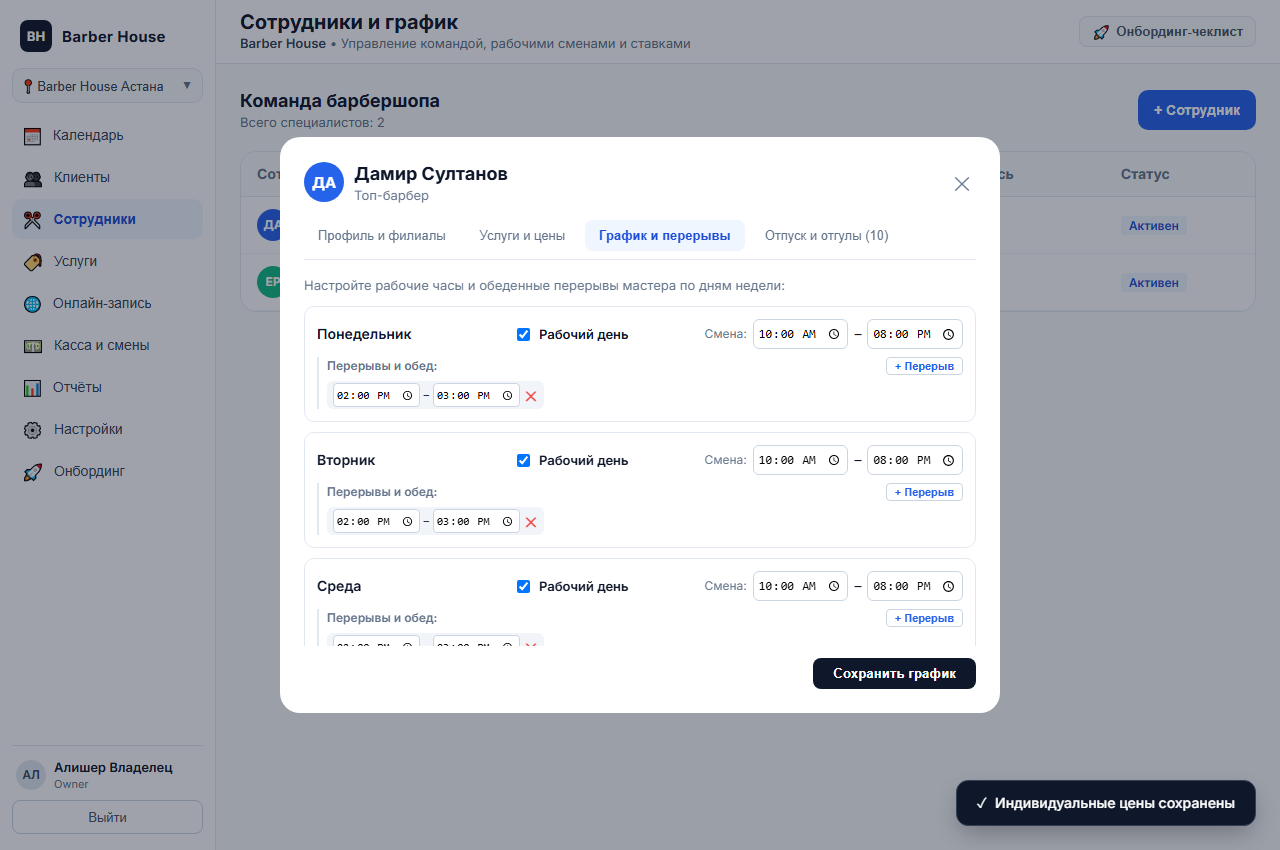 BH Barber House
Barber House Астана ▼
Календарь
Клиенты
Сотрудники
Услуги
Онлайн-запись
Касса и смены
Отчёты
Настройки
Онбординг
АЛ
Алишер Владелец
Owner
Выйти
Сотрудники и график
Barber House • Управление командой, рабочими сменами и ставками
Онбординг-чеклист
Команда барбершопа
Всего специалистов: 2
+ Сотрудник
Статус
Активен
ЕР
Активен
ДА
Дамир Султанов
Топ-барбер
Профиль и филиалы Услуги и цены График и перерывы Отпуск и отгулы (10)
Настройте рабочие часы и обеденные перерывы мастера по дням недели:
Понедельник Рабочий день Смена: 10:00 AM – 08:00 PM
Перерывы и обед: + Перерыв
02:00 PM – 03:00 PM
Вторник Рабочий день Смена: 10:00 AM – 08:00 PM
Перерывы и обед: + Перерыв
02:00 PM – 03:00 PM
Среда Рабочий день Смена: 10:00 AM – 08:00 PM
Перерывы и обед: + Перерыв
Сохранить график
✓ Индивидуальные цены сохранены